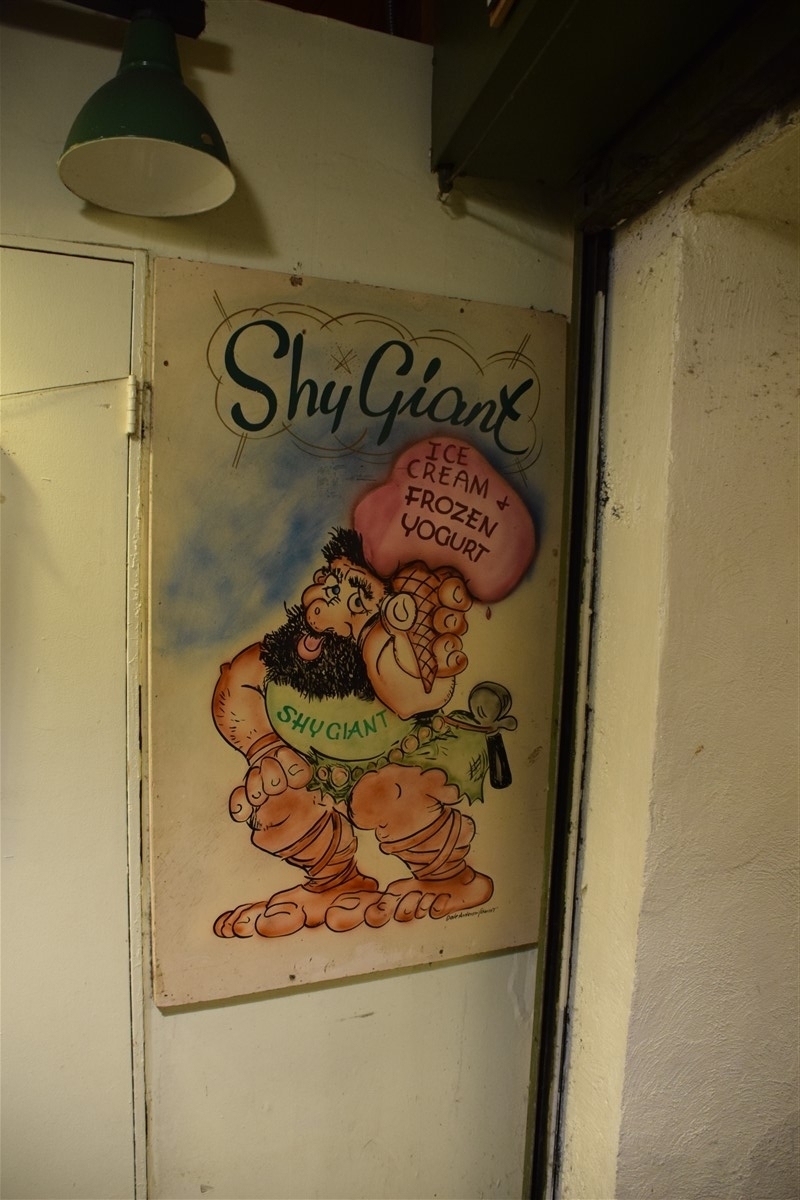 Shy Giant
ICE
CREAM +
FROZEN
YOGURT
SHY GIANT